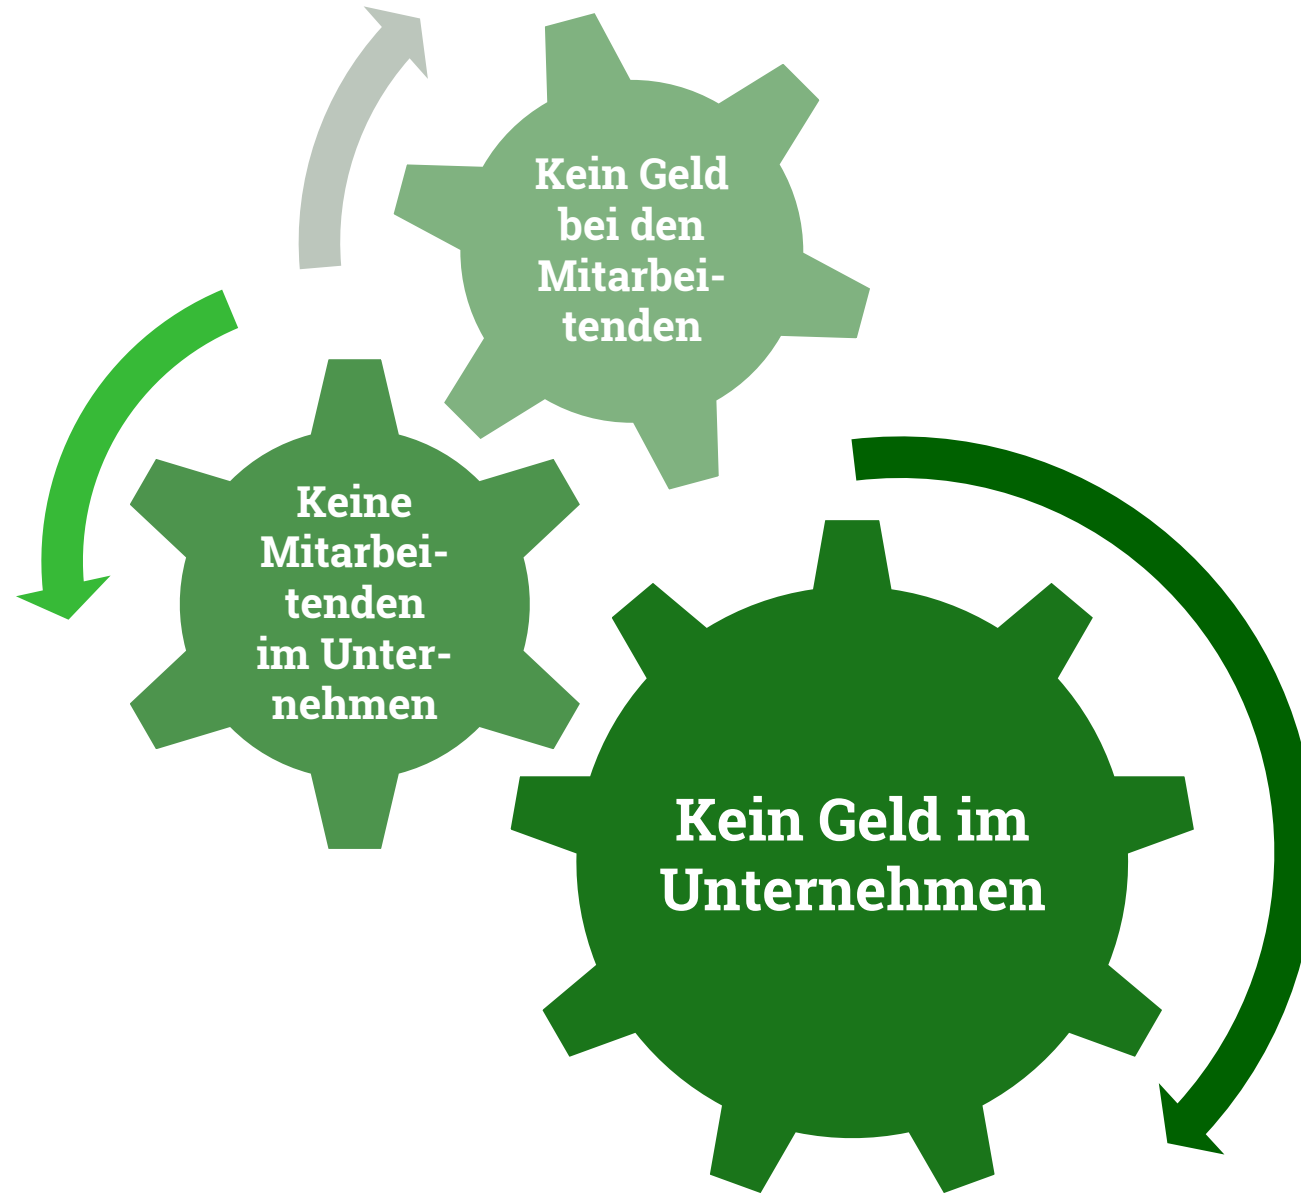 Kein Geld
bei den
Mitarbei-
tenden
Keine
Mitarbei-
tenden
im Unter-
nehmen
Kein Geld im
Unternehmen